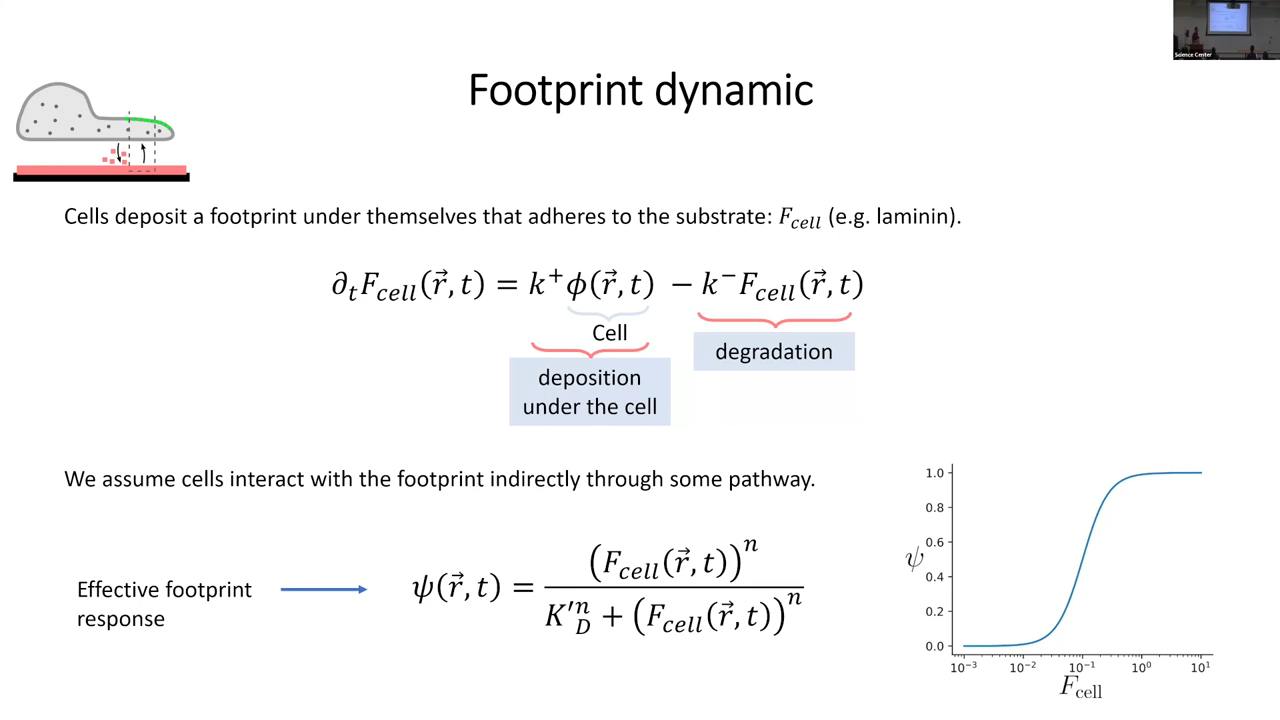 Science Center
Footprint dynamic
Cells deposit a footprint under themselves that adheres to the substrate: F_cell (e.g. laminin).
∂_t F_cell(r⃗, t) = k⁺ϕ(r⃗, t) − k⁻F_cell(r⃗, t)
Cell
degradation
deposition
under the cell
We assume cells interact with the footprint indirectly through some pathway.
Effective footprint
response
ψ(r⃗, t) = (F_cell(r⃗, t))ⁿ / (K′ⁿ_D + (F_cell(r⃗, t))ⁿ)
1.0
0.8
0.6
0.4
0.2
0.0
ψ
10⁻³ 10⁻² 10⁻¹ 10⁰ 10¹
F_cell